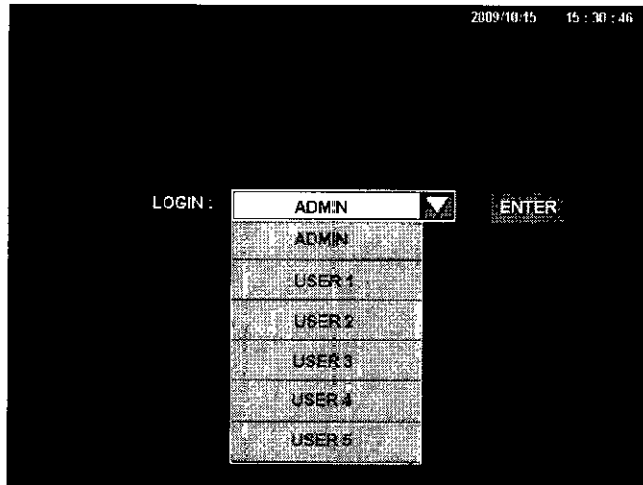 2009/10/15 15:30:46
LOGIN : ADMIN ENTER
ADMIN
USER 1
USER 2
USER 3
USER 4
USER 5